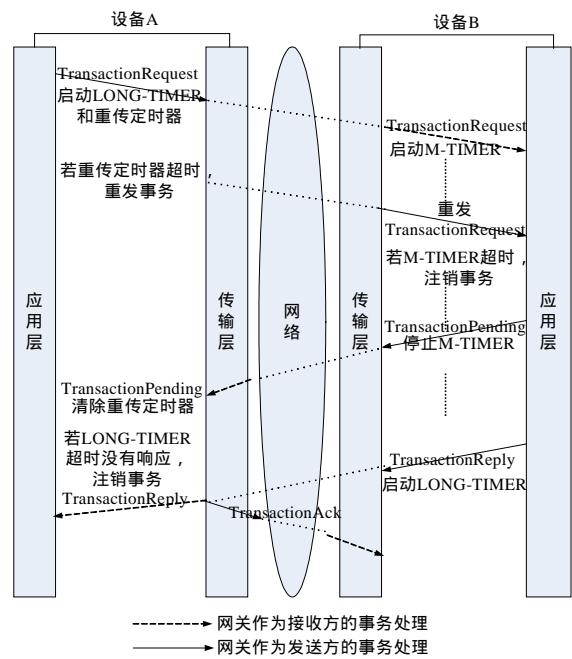 设备A
设备B
TransactionRequest
启动LONG-TIMER
和重传定时器
TransactionRequest
启动M-TIMER
若重传定时器超时，
重发事务
重发
TransactionRequest
若M-TIMER超时，
注销事务
应用层
传输层
网络
传输层
应用层
TransactionPending
停止M-TIMER
TransactionPending
清除重传定时器
若LONG-TIMER
超时没有响应，
注销事务
TransactionReply
TransactionReply
启动LONG-TIMER
TransactionAck
网关作为接收方的事务处理
网关作为发送方的事务处理